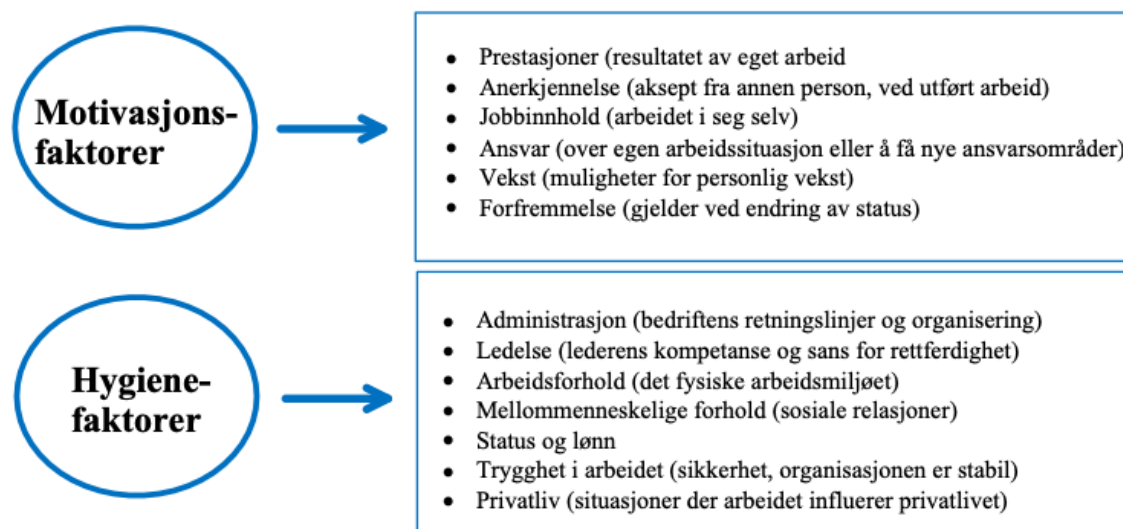 Motivasjons-
faktorer
• Prestasjoner (resultatet av eget arbeid
• Anerkjennelse (aksept fra annen person, ved utført arbeid)
• Jobbinnhold (arbeidet i seg selv)
• Ansvar (over egen arbeidssituasjon eller å få nye ansvarsområder)
• Vekst (muligheter for personlig vekst)
• Forfremmelse (gjelder ved endring av status)
Hygiene-
faktorer
• Administrasjon (bedriftens retningslinjer og organisering)
• Ledelse (lederens kompetanse og sans for rettferdighet)
• Arbeidsforhold (det fysiske arbeidsmiljøet)
• Mellommenneskelige forhold (sosiale relasjoner)
• Status og lønn
• Trygghet i arbeidet (sikkerhet, organisasjonen er stabil)
• Privatliv (situasjoner der arbeidet influerer privatlivet)